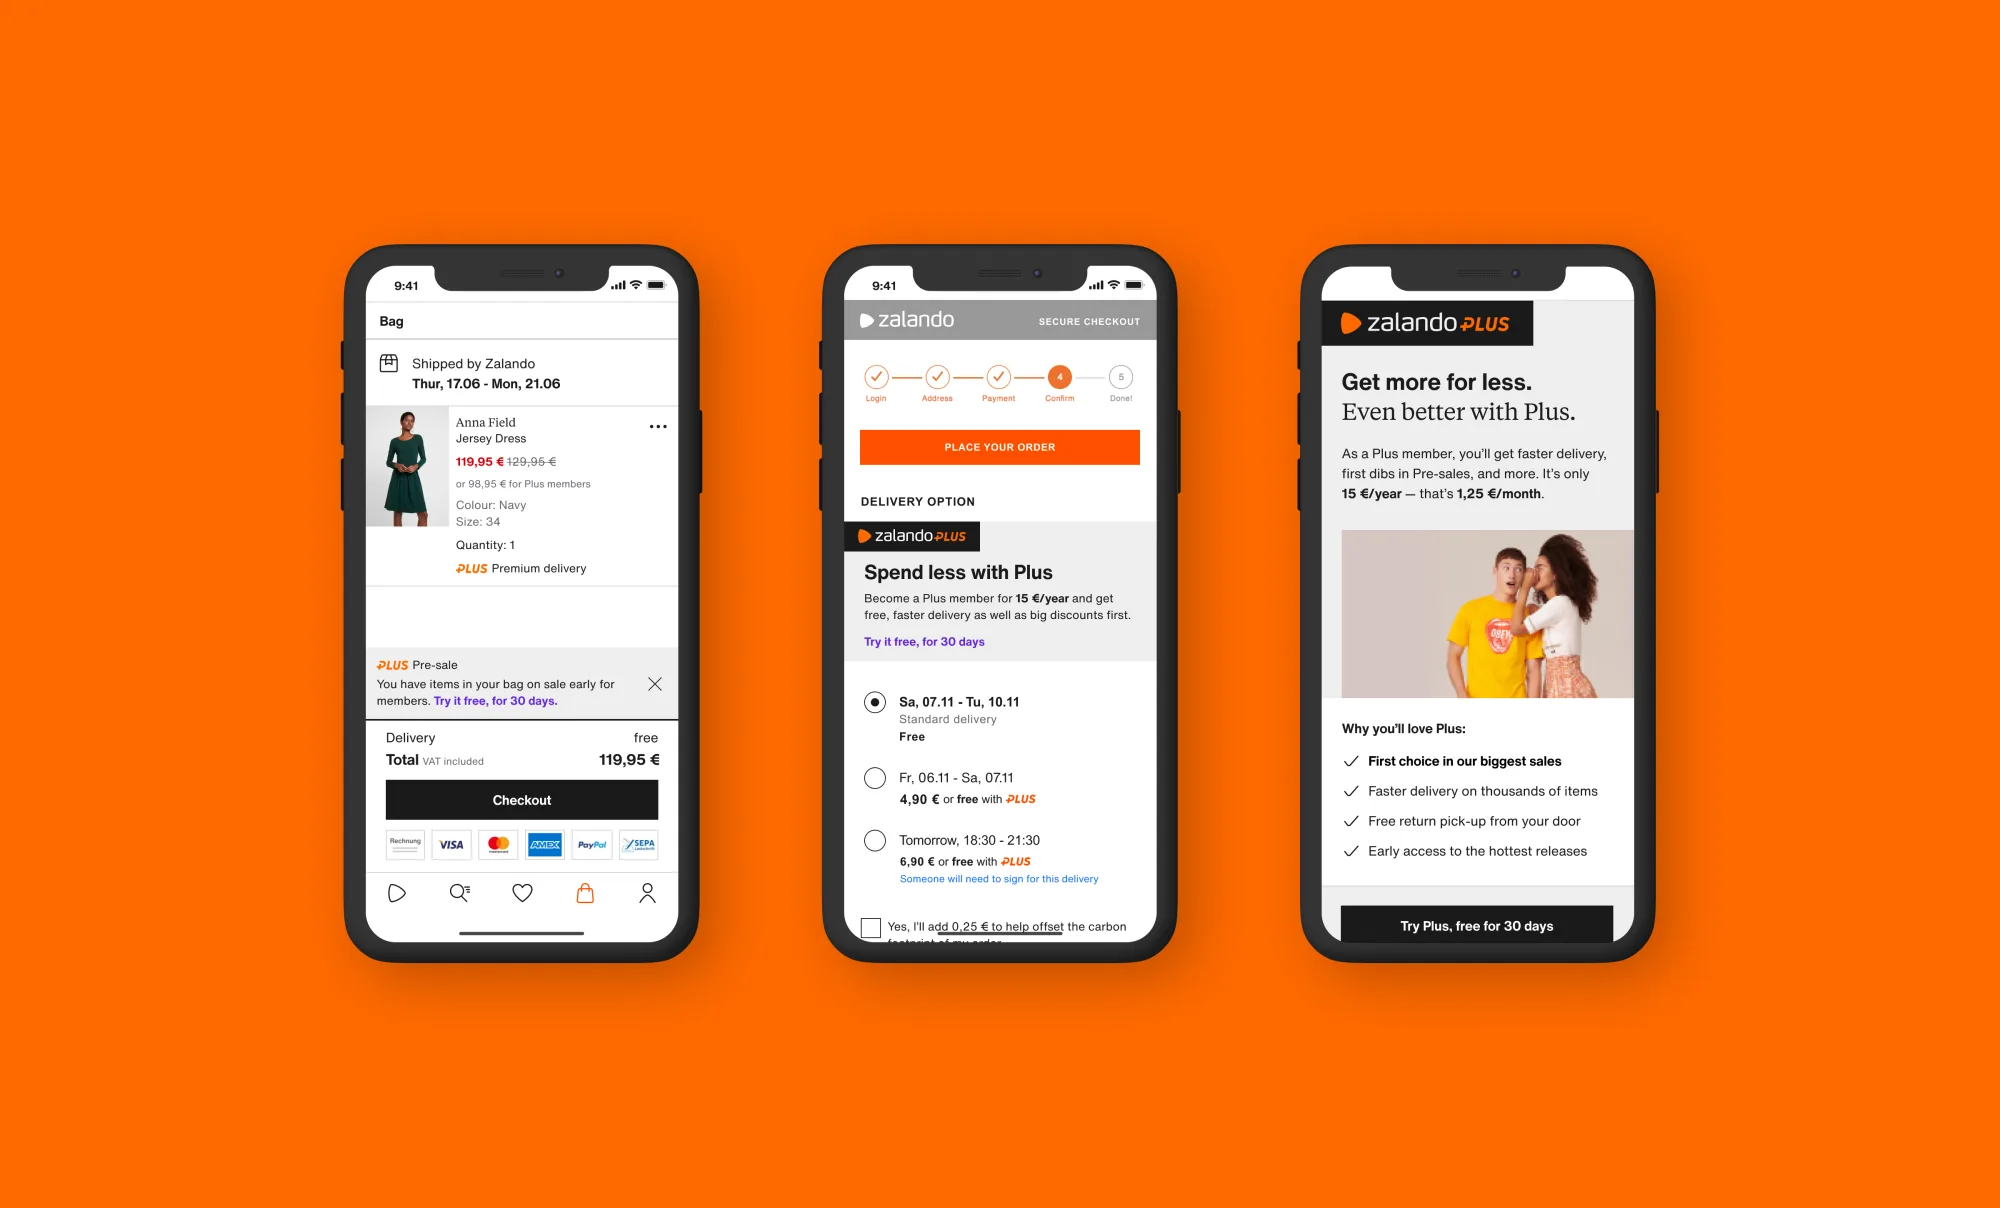 9:41
Bag
Shipped by Zalando
Thur, 17.06 - Mon, 21.06
Anna Field
Jersey Dress
119,95 € 129,95 €
or 98,95 € for Plus members
Colour: Navy
Size: 34
Quantity: 1
PLUS Premium delivery
PLUS Pre-sale
You have items in your bag on sale early for
members. Try it free, for 30 days.
Delivery free
Total VAT included 119,95 €
Checkout
Rechnung VISA mastercard AMEX PayPal SEPA Lastschrift
9:41
zalando SECURE CHECKOUT
4 5
Login Address Payment Confirm Done!
PLACE YOUR ORDER
DELIVERY OPTION
zalando PLUS
Spend less with Plus
Become a Plus member for 15 €/year and get
free, faster delivery as well as big discounts first.
Try it free, for 30 days
Sa, 07.11 - Tu, 10.11
Standard delivery
Free
Fr, 06.11 - Sa, 07.11
4,90 € or free with PLUS
Tomorrow, 18:30 - 21:30
6,90 € or free with PLUS
Someone will need to sign for this delivery
Yes, I'll add 0,25 € to help offset the carbon
footprint of my order
zalando PLUS
Get more for less.
Even better with Plus.
As a Plus member, you'll get faster delivery,
first dibs in Pre-sales, and more. It's only
15 €/year — that's 1,25 €/month.
OBEY
Why you'll love Plus:
First choice in our biggest sales
Faster delivery on thousands of items
Free return pick-up from your door
Early access to the hottest releases
Try Plus, free for 30 days